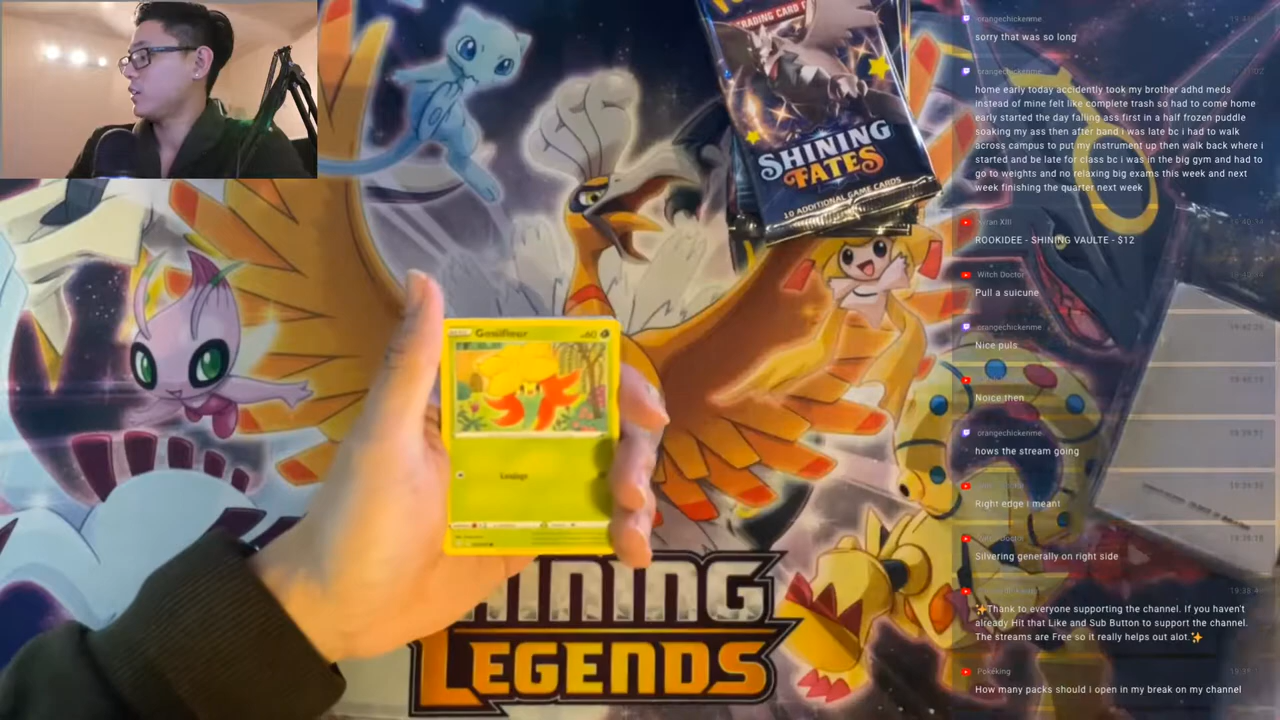 TRADING CARD G
SHINING
FATES
10 ADDITIONAL GAME CARDS
60
INING
LEGENDS
orangechickenme
sorry that was so long
orangechickenme
home early today accidently took my brother adhd meds
instead of mine felt like complete trash so had to come home
early started the day falling ass first in a half frozen puddle
soaking my ass then after band i was late bc i had to walk
across campus to put my instrument up then walk back where i
started and be late for class bc i was in the big gym and had to
go to weights and no relaxing big exams this week and next
week finishing the quarter next week
XIII
ROOKIDEE - SHINING VAULTE - $12
Witch Doctor
Pull a suicune
orangechickenme
Nice puls
Noice then
orangechickenme
hows the stream going
Right edge i meant
Silvering generally on right side
✨Thank to everyone supporting the channel. If you haven't
already Hit that Like and Sub Button to support the channel.
The streams are Free so it really helps out alot.✨
Pokéking
How many packs should I open in my break on my channel